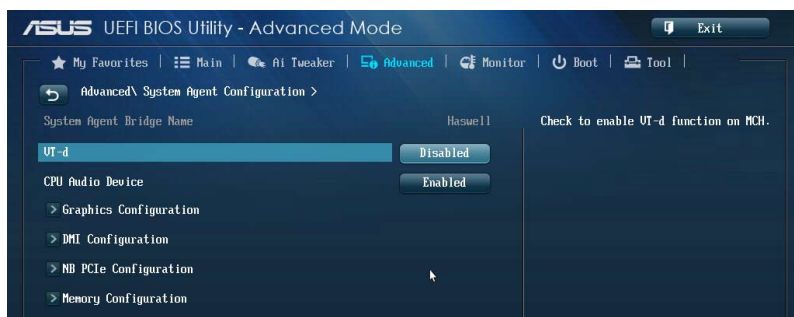 ASUS UEFI BIOS Utility - Advanced Mode
Exit
My Favorites | Main | Ai Tweaker | Advanced | Monitor | Boot | Tool |
Advanced\ System Agent Configuration >
System Agent Bridge Name Haswell
Check to enable VT-d function on MCH.
VT-d Disabled
CPU Audio Device Enabled
> Graphics Configuration
> DMI Configuration
> NB PCIe Configuration
> Memory Configuration